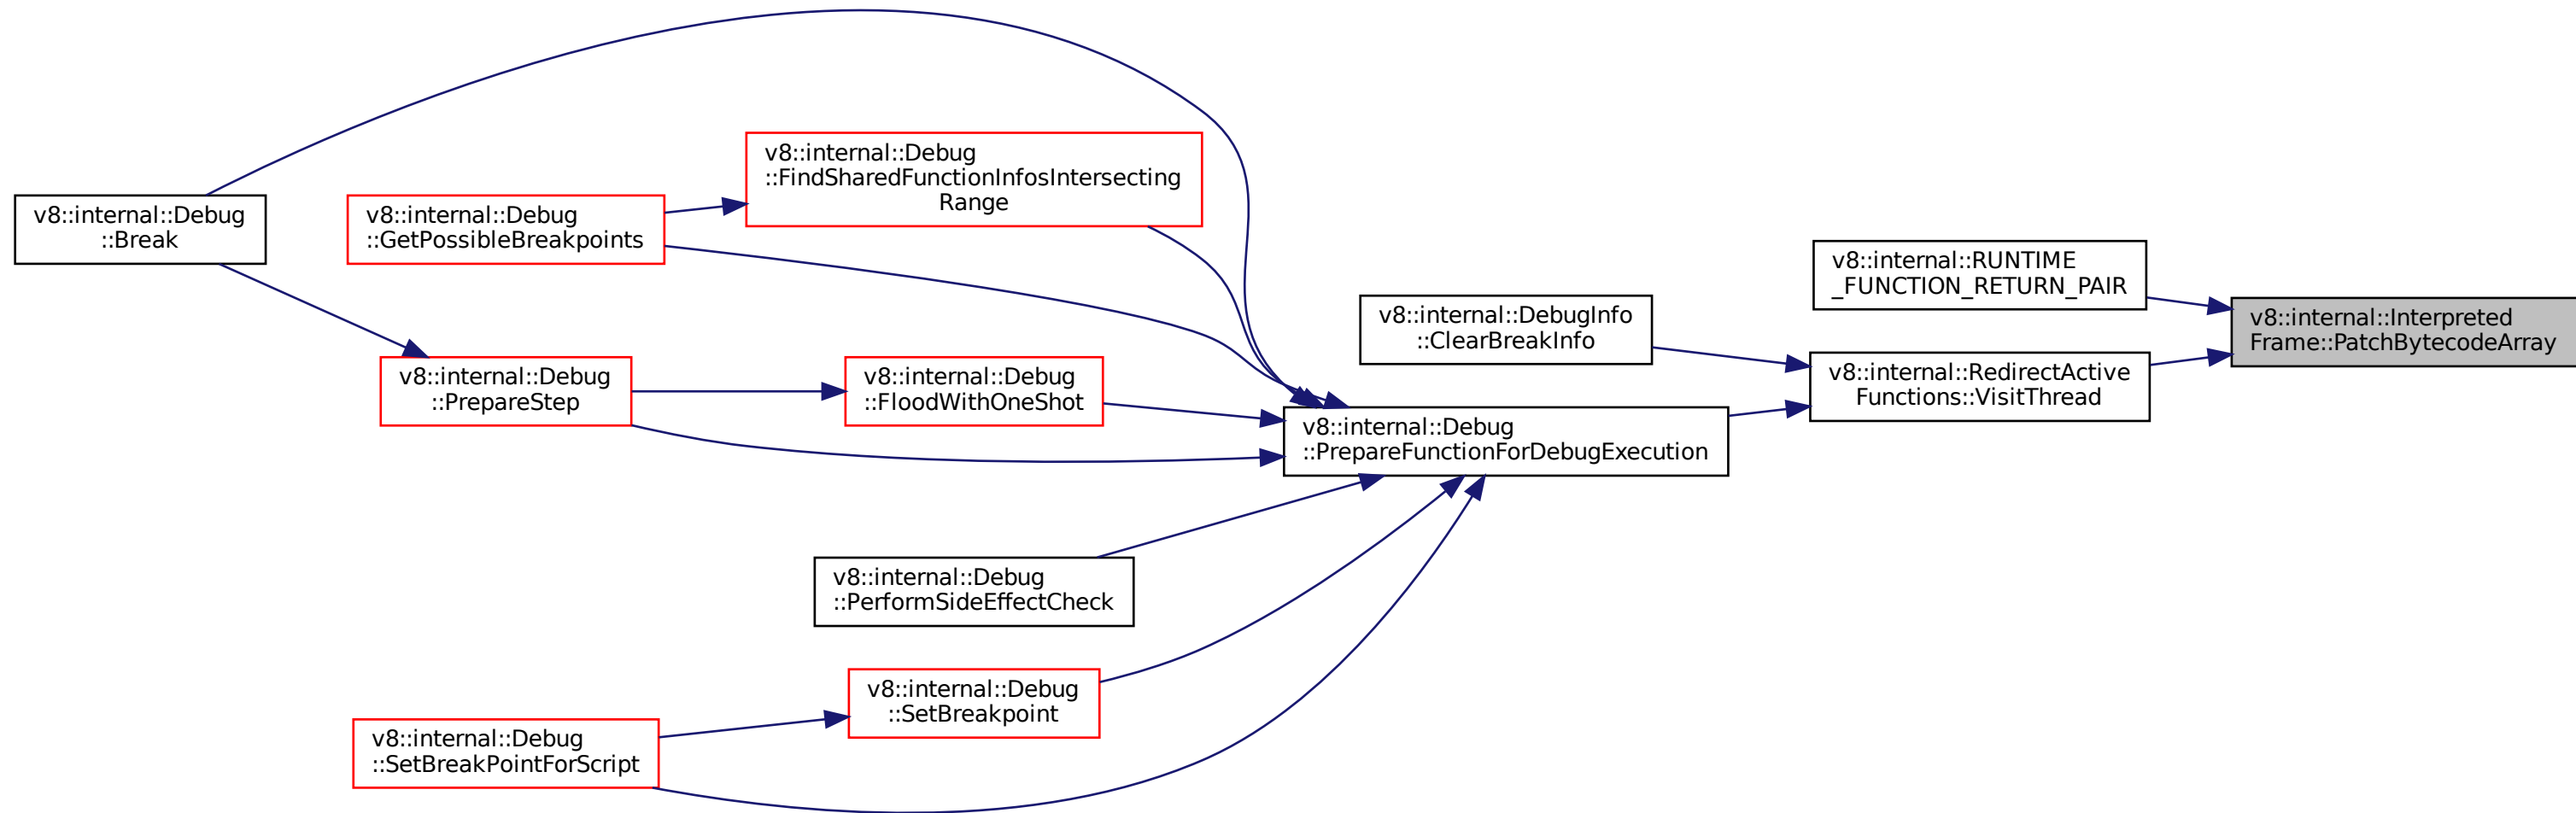 v8::internal::Debug
::Break
v8::internal::Debug
::GetPossibleBreakpoints
v8::internal::Debug
::FindSharedFunctionInfosIntersecting
Range
v8::internal::Debug
::PrepareStep
v8::internal::Debug
::FloodWithOneShot
v8::internal::Debug
::PerformSideEffectCheck
v8::internal::Debug
::SetBreakpoint
v8::internal::Debug
::SetBreakPointForScript
v8::internal::DebugInfo
::ClearBreakInfo
v8::internal::Debug
::PrepareFunctionForDebugExecution
v8::internal::RUNTIME
_FUNCTION_RETURN_PAIR
v8::internal::RedirectActive
Functions::VisitThread
v8::internal::Interpreted
Frame::PatchBytecodeArray